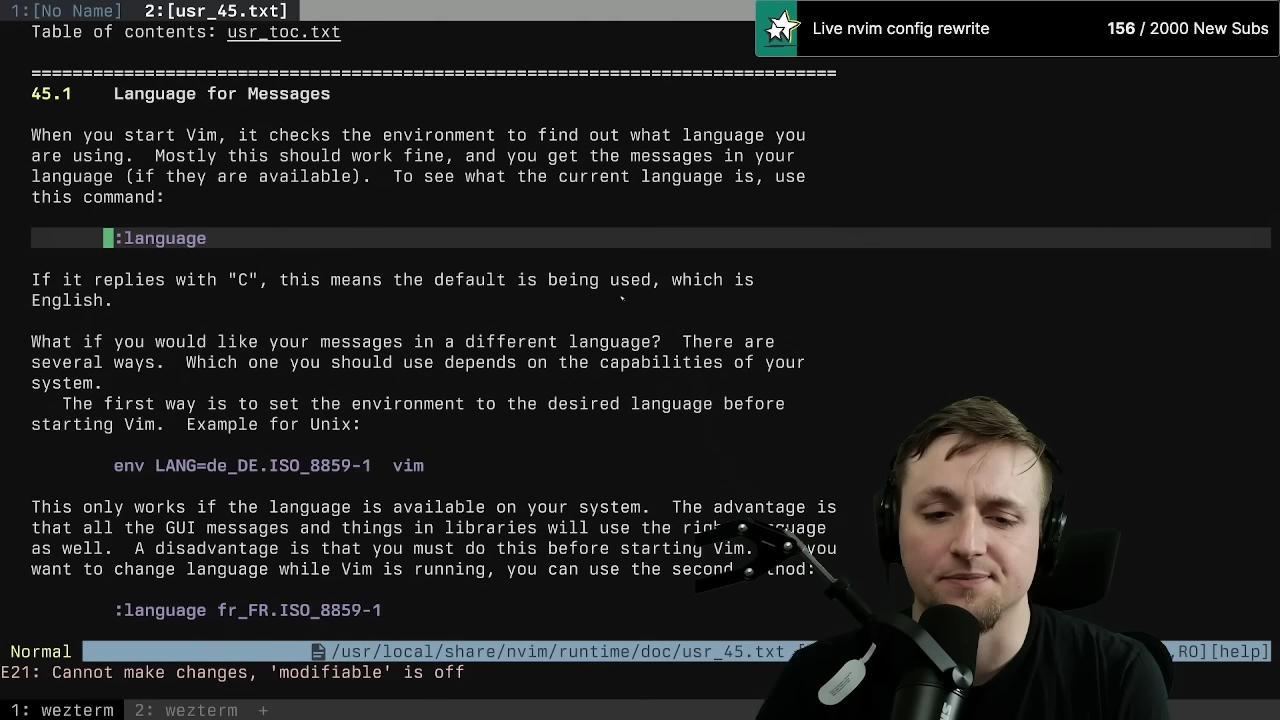 1:[No Name]  2:[usr_45.txt]
Live nvim config rewrite 156 / 2000 New Subs
Table of contents: usr_toc.txt
==============================================================================
45.1    Language for Messages
When you start Vim, it checks the environment to find out what language you
are using.  Mostly this should work fine, and you get the messages in your
language (if they are available).  To see what the current language is, use
this command:
:language
If it replies with "C", this means the default is being used, which is
English.
What if you would like your messages in a different language?  There are
several ways.  Which one you should use depends on the capabilities of your
system.
The first way is to set the environment to the desired language before
starting Vim.  Example for Unix:
env LANG=de_DE.ISO_8859-1  vim
This only works if the language is available on your system.  The advantage is
that all the GUI messages and things in libraries will use the
as well.  A disadvantage is that you must do this before starting Vim. you
want to change language while Vim is running, you can use the second
:language fr_FR.ISO_8859-1
Normal /usr/local/share/nvim/runtime/doc/usr_45.txt ,RO][help]
E21: Cannot make changes, 'modifiable' is off
1: wezterm  2: wezterm  +